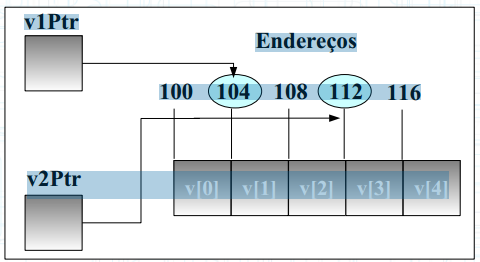 v1Ptr
Endereços
100 104 108 112 116
v2Ptr
v[0] v[1] v[2] v[3] v[4]